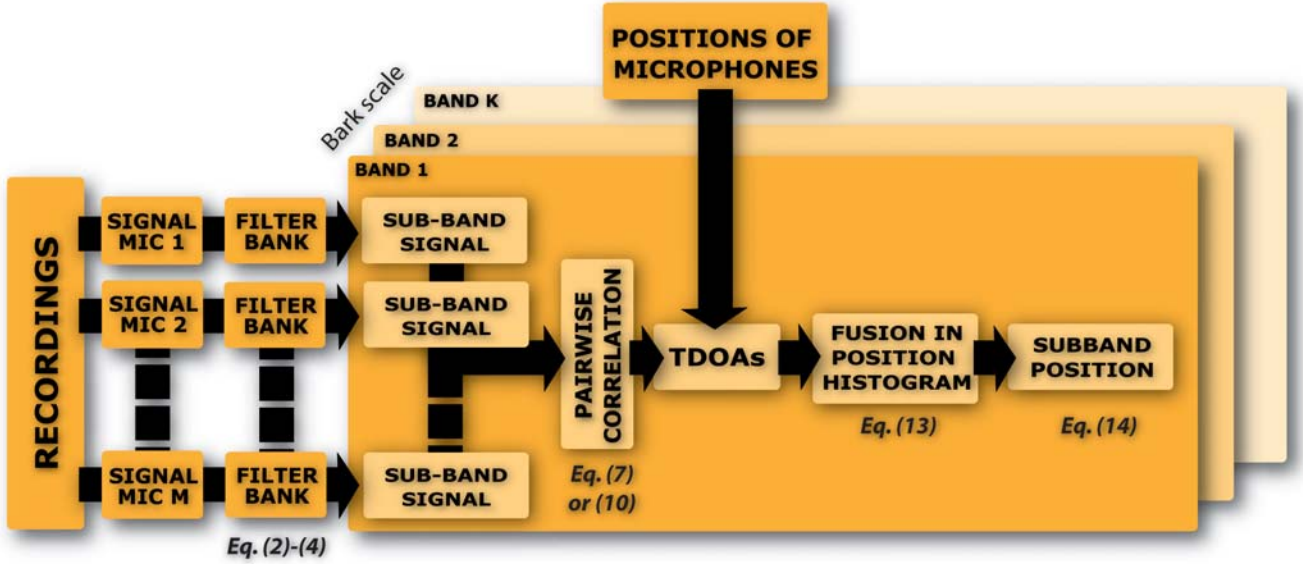 POSITIONS OF
MICROPHONES
Bark scale
BAND K
BAND 2
BAND 1
RECORDINGS
SIGNAL
MIC 1
FILTER
BANK
SUB-BAND
SIGNAL
SIGNAL
MIC 2
FILTER
BANK
SUB-BAND
SIGNAL
SIGNAL
MIC M
FILTER
BANK
SUB-BAND
SIGNAL
Eq. (2)-(4)
PAIRWISE
CORRELATION
Eq. (7)
or (10)
TDOAs
FUSION IN
POSITION
HISTOGRAM
Eq. (13)
SUBBAND
POSITION
Eq. (14)